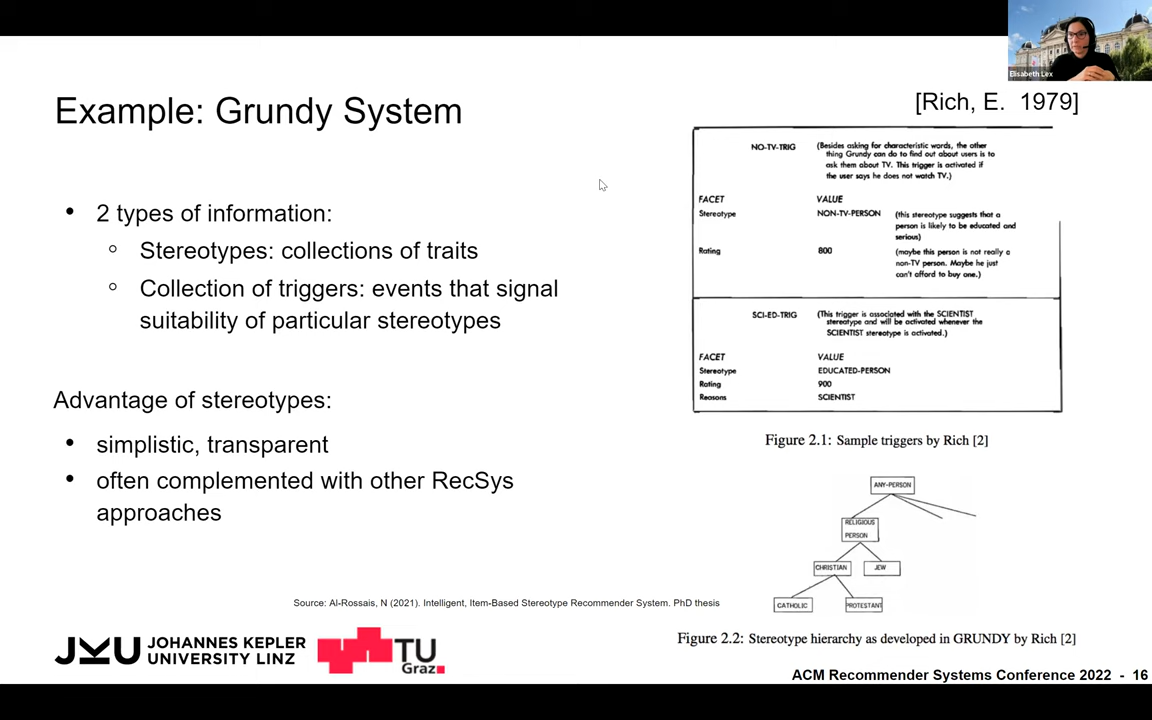 Elisabeth Lex
Example: Grundy System
[Rich, E. 1979]
• 2 types of information:
◦ Stereotypes: collections of traits
◦ Collection of triggers: events that signal
suitability of particular stereotypes
Advantage of stereotypes:
• simplistic, transparent
• often complemented with other RecSys
approaches
NO-TV-TRIG (Besides asking for characteristic words, the other
thing Grundy can do to find out about users is to
ask them about TV. This trigger is activated if
the user says he does not watch TV.)
FACET VALUE
Stereotype NON-TV-PERSON (this stereotype suggests that a
person is likely to be educated and
serious)
Rating 800 (maybe this person is not really a
non-TV person. Maybe he just
can't afford to buy one.)
SCI-ED-TRIG (This trigger is associated with the SCIENTIST
stereotype and will be activated whenever the
SCIENTIST stereotype is activated.)
FACET VALUE
Stereotype EDUCATED-PERSON
Rating 900
Reasons SCIENTIST
Figure 2.1: Sample triggers by Rich [2]
ANY-PERSON
RELIGIOUS
PERSON
CHRISTIAN JEW
CATHOLIC PROTESTANT
Figure 2.2: Stereotype hierarchy as developed in GRUNDY by Rich [2]
Source: Al-Rossais, N (2021). Intelligent, Item-Based Stereotype Recommender System. PhD thesis
JKU JOHANNES KEPLER
UNIVERSITY LINZ
TU
Graz
ACM Recommender Systems Conference 2022 - 16